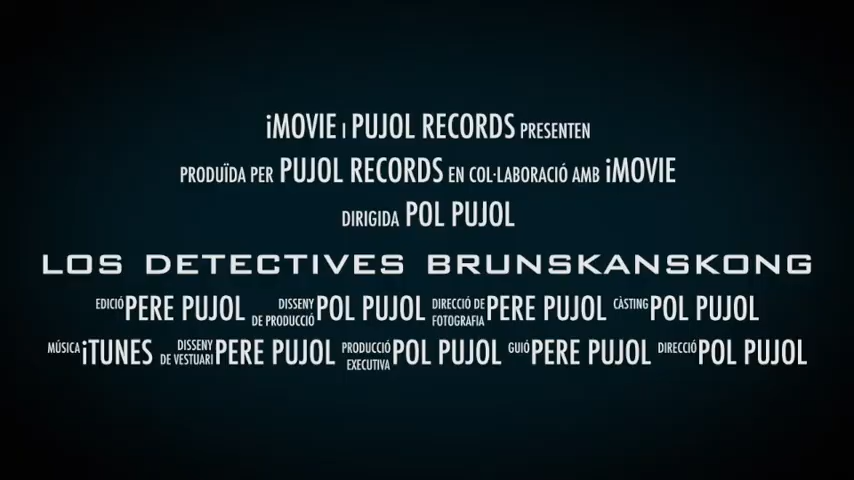 iMOVIE I PUJOL RECORDS PRESENTEN
PRODUÏDA PER PUJOL RECORDS EN COL·LABORACIÓ AMB iMOVIE
DIRIGIDA POL PUJOL
LOS DETECTIVES BRUNSKANSKONG
EDICIÓ PERE PUJOL DISSENY DE PRODUCCIÓ POL PUJOL DIRECCIÓ DE FOTOGRAFIA PERE PUJOL CÀSTING POL PUJOL
MÚSICA iTUNES DISSENY DE VESTUARI PERE PUJOL PRODUCCIÓ EXECUTIVA POL PUJOL GUIÓ PERE PUJOL DIRECCIÓ POL PUJOL